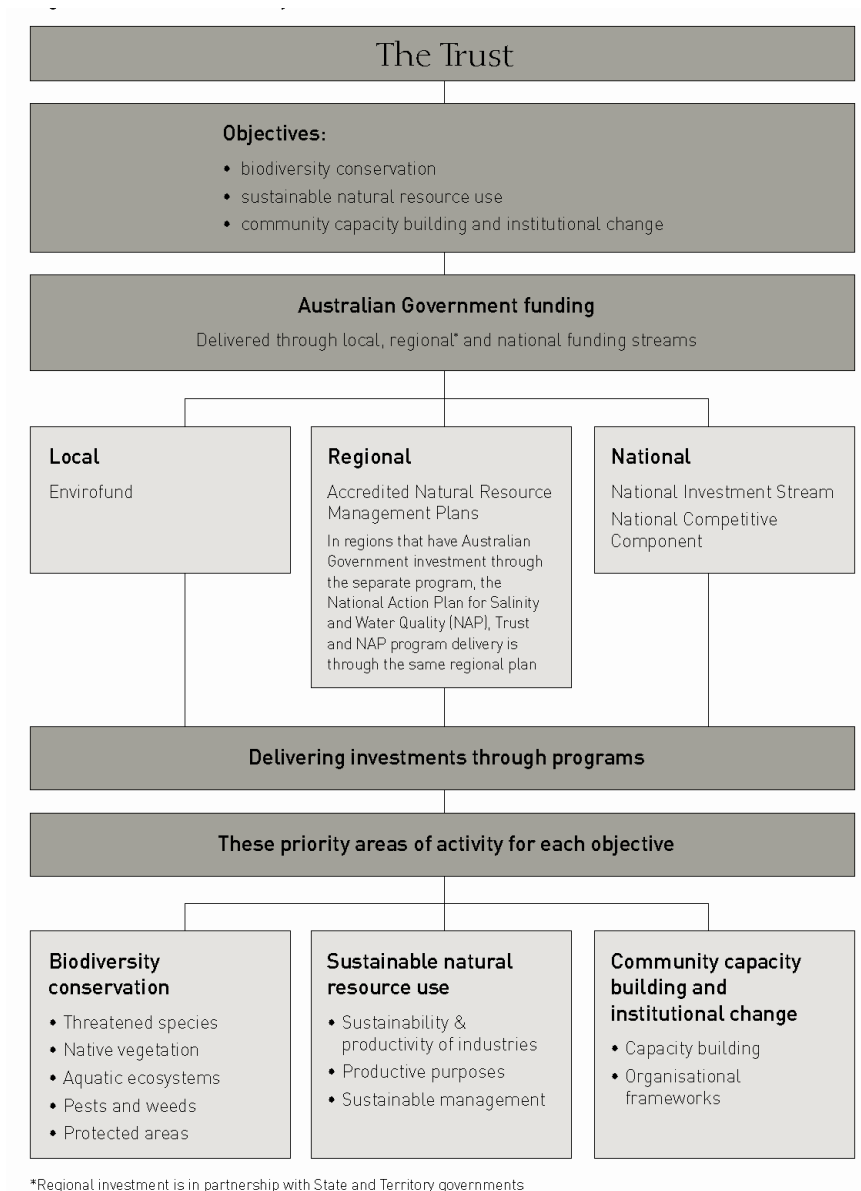 The Trust
Objectives:
• biodiversity conservation
• sustainable natural resource use
• community capacity building and institutional change
Australian Government funding
Delivered through local, regional* and national funding streams
Local
Envirofund
Regional
Accredited Natural Resource
Management Plans
In regions that have Australian
Government investment through
the separate program, the
National Action Plan for Salinity
and Water Quality (NAP), Trust
and NAP program delivery is
through the same regional plan
National
National Investment Stream
National Competitive
Component
Delivering investments through programs
These priority areas of activity for each objective
Biodiversity
conservation
• Threatened species
• Native vegetation
• Aquatic ecosystems
• Pests and weeds
• Protected areas
Sustainable natural
resource use
• Sustainability &
productivity of industries
• Productive purposes
• Sustainable management
Community capacity
building and
institutional change
• Capacity building
• Organisational
frameworks
*Regional investment is in partnership with State and Territory governments